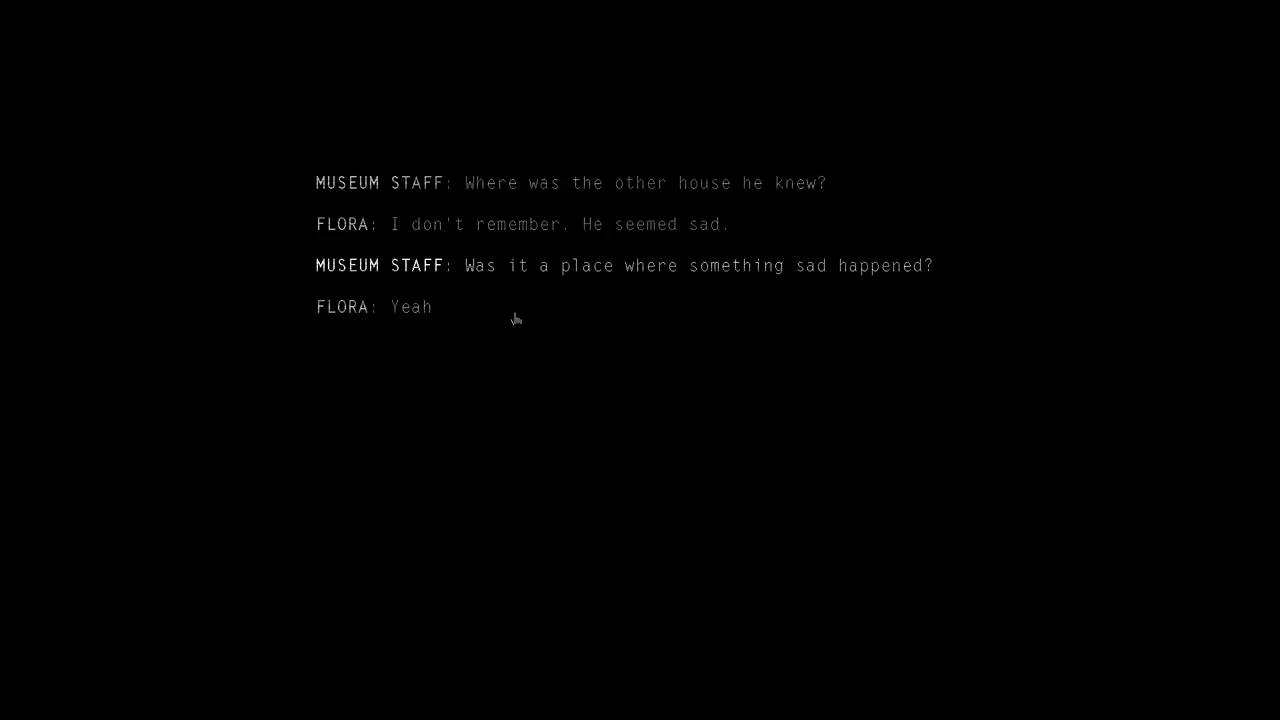 MUSEUM STAFF: Where was the other house he knew?
FLORA: I don't remember. He seemed sad.
MUSEUM STAFF: Was it a place where something sad happened?
FLORA: Yeah